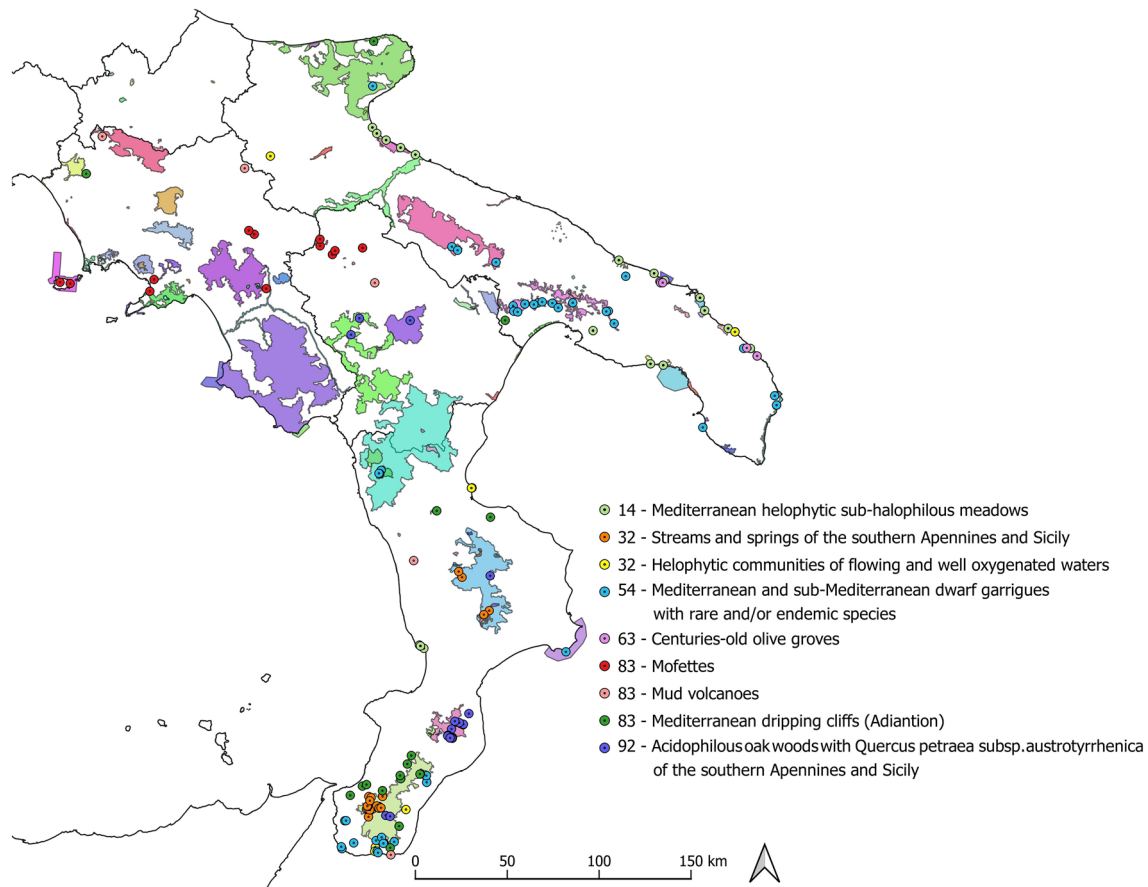 14 - Mediterranean helophytic sub-halophilous meadows
32 - Streams and springs of the southern Apennines and Sicily
32 - Helophytic communities of flowing and well oxygenated waters
54 - Mediterranean and sub-Mediterranean dwarf garrigues
with rare and/or endemic species
63 - Centuries-old olive groves
83 - Mofettes
83 - Mud volcanoes
83 - Mediterranean dripping cliffs (Adiantion)
92 - Acidophilous oak woods with Quercus petraea subsp. austrotyrrhenica
of the southern Apennines and Sicily
0 50 100 150 km